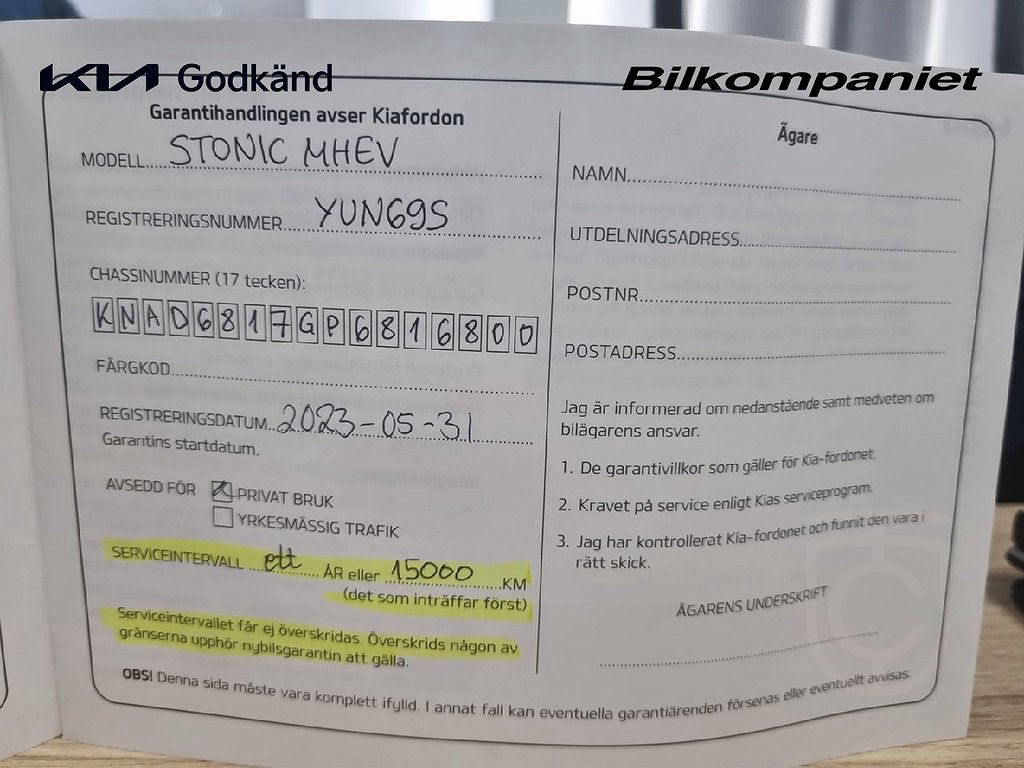 KIA Godkänd
Bilkompaniet
Garantihandlingen avser Kiafordon
MODELL....STONIC MHEV
REGISTRERINGSNUMMER....YUN69S
CHASSINUMMER (17 tecken):
KNAD6817GP6816800
FÄRGKOD
REGISTRERINGSDATUM..2023-05-31
Garantins startdatum.
AVSEDD FÖR ☒ PRIVAT BRUK
☐ YRKESMÄSSIG TRAFIK
SERVICEINTERVALL ....ett.... ÅR eller .15000....KM
(det som inträffar först)
Serviceintervallet får ej överskridas. Överskrids någon av
gränserna upphör nybilsgarantin att gälla.
Ägare
NAMN
UTDELNINGSADRESS
POSTNR
POSTADRESS
Jag är informerad om nedanstående samt medveten om
bilägarens ansvar.
1. De garantivillkor som gäller för Kia-fordonet.
2. Kravet på service enligt Kias serviceprogram.
3. Jag har kontrollerat Kia-fordonet och funnit den vara i
rätt skick.
ÄGARENS UNDERSKRIFT
OBS! Denna sida måste vara komplett ifylld. I annat fall kan eventuella garantiärenden försenas eller eventuellt avvisas.